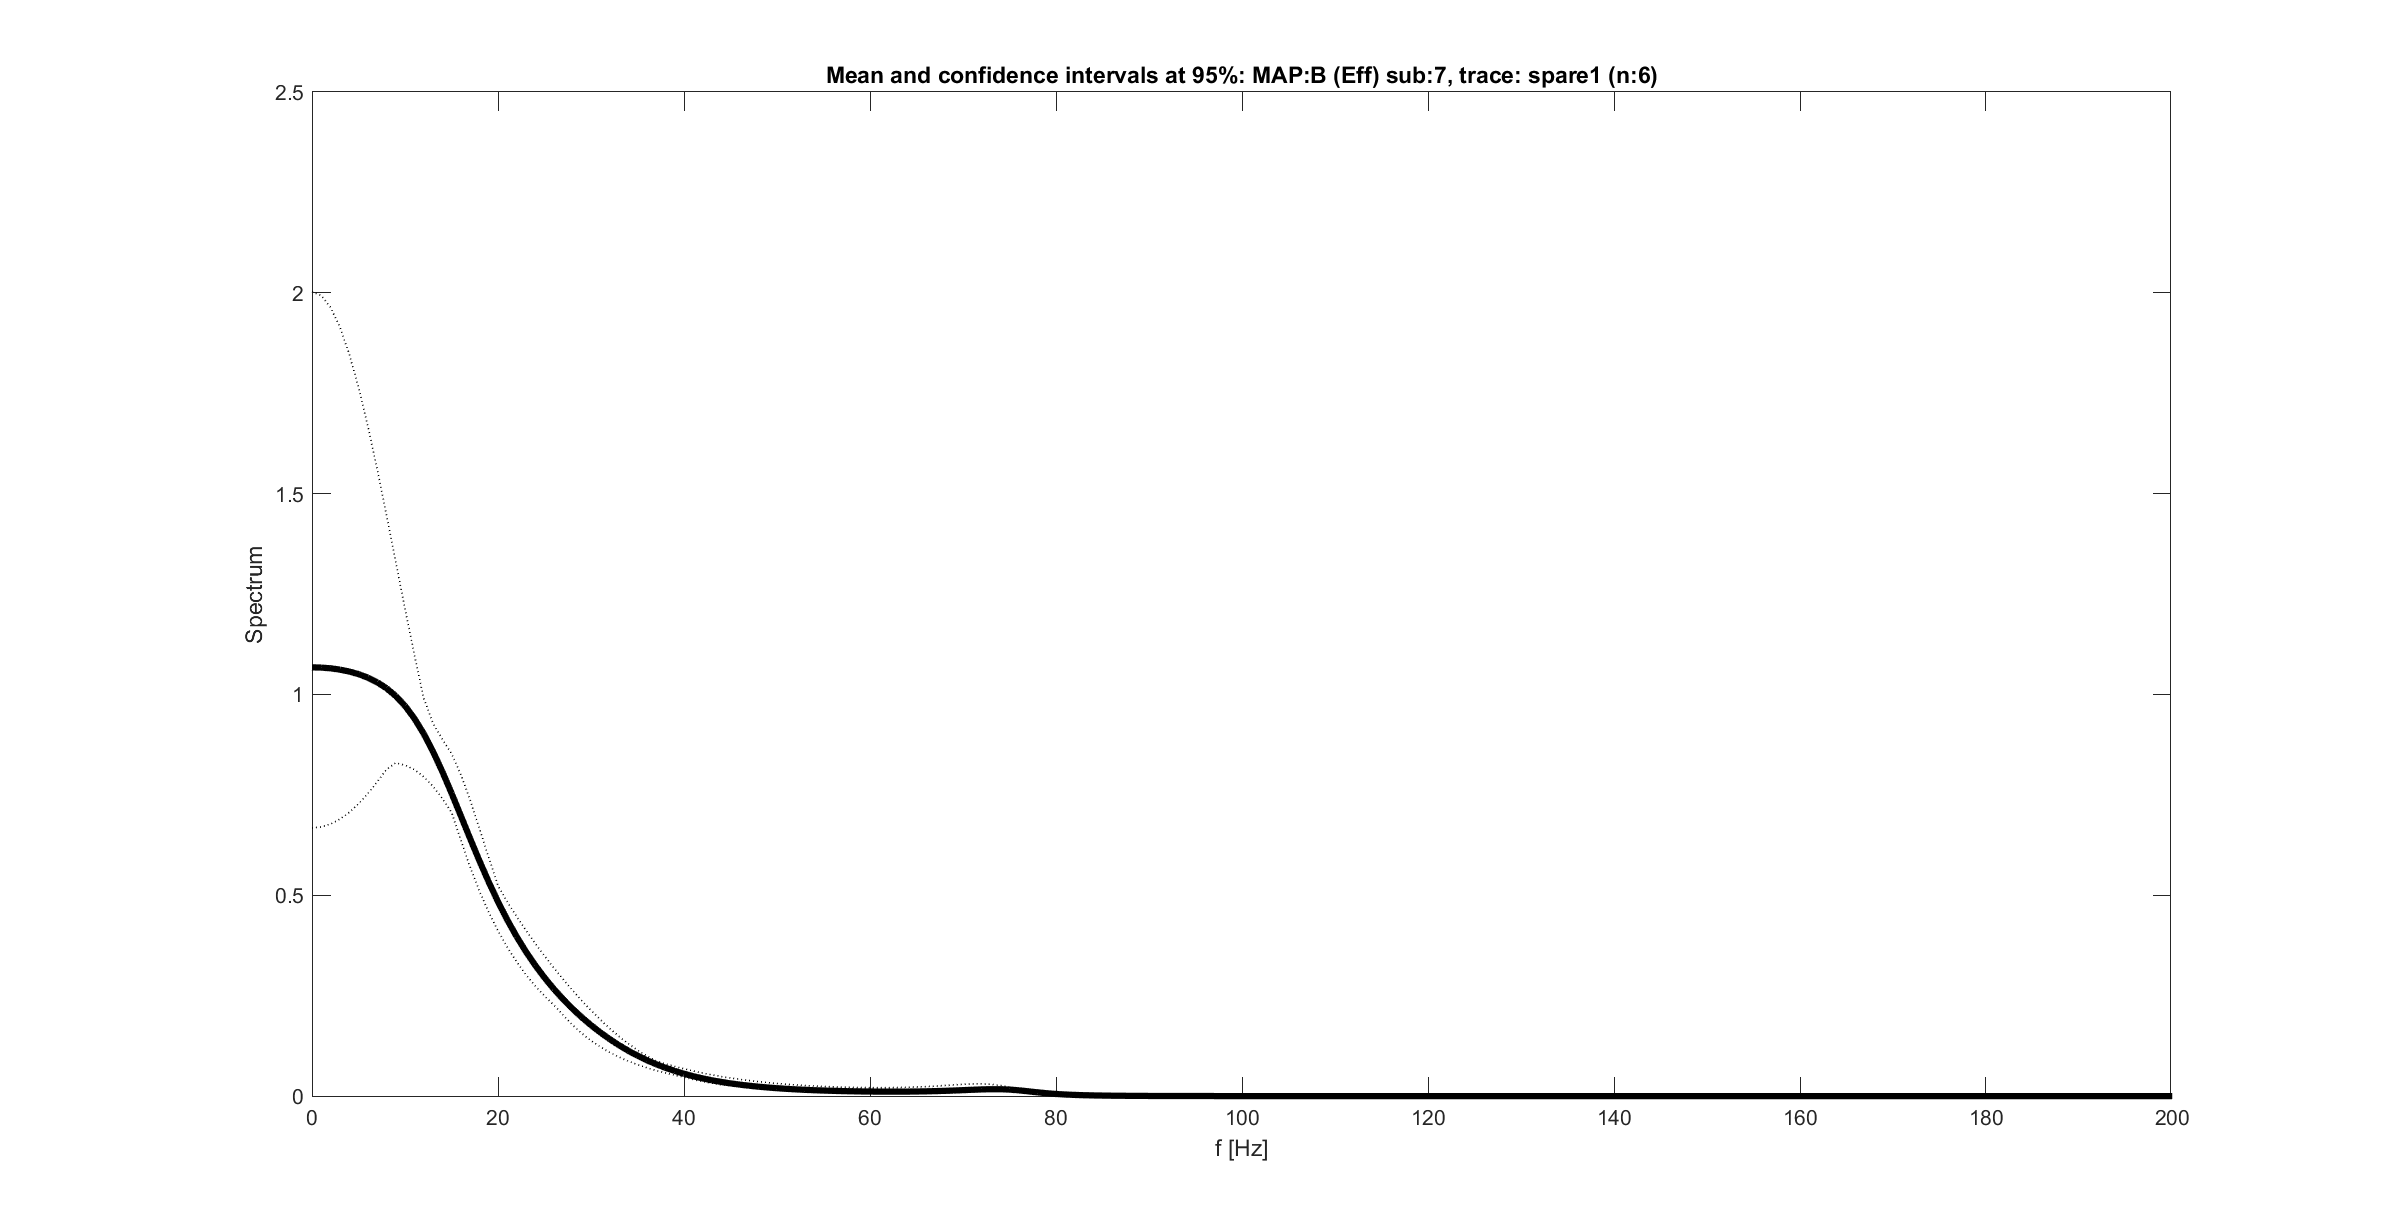 Mean and confidence intervals at 95%: MAP:B (Eff) sub:7, trace: spare1 (n:6)
2.5
2
1.5
1
0.5
0
Spectrum
0 20 40 60 80 100 120 140 160 180 200
f [Hz]